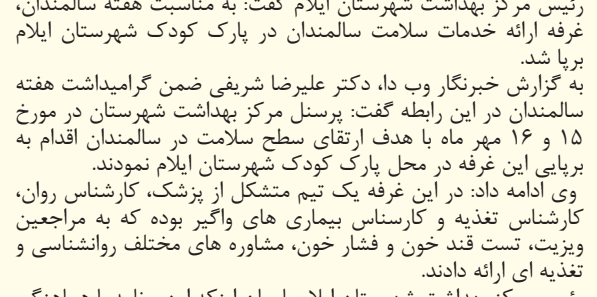 رئیس مرکز بهداشت شهرستان ایلام گفت: به مناسبت هفته سالمندان،
غرفه ارائه خدمات سلامت سالمندان در پارک کودک شهرستان ایلام
برپا شد.
به گزارش خبرنگار وب دا، دکتر علیرضا شریفی ضمن گرامیداشت هفته
سالمندان در این رابطه گفت: پرسنل مرکز بهداشت شهرستان در مورخ
۱۵ و ۱۶ مهر ماه با هدف ارتقای سطح سلامت در سالمندان اقدام به
برپایی این غرفه در محل پارک کودک شهرستان ایلام نمودند.
وی ادامه داد: در این غرفه یک تیم متشکل از پزشک، کارشناس روان،
کارشناس تغذیه و کارسناس بیماری های واگیر بوده که به مراجعین
ویزیت، تست قند خون و فشار خون، مشاوره های مختلف روانشناسی و
تغذیه ای ارائه دادند.